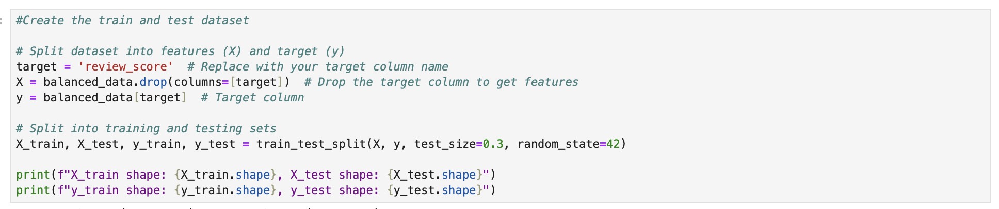 #Create the train and test dataset
# Split dataset into features (X) and target (y)
target = 'review_score'  # Replace with your target column name
X = balanced_data.drop(columns=[target])  # Drop the target column to get features
y = balanced_data[target]  # Target column
# Split into training and testing sets
X_train, X_test, y_train, y_test = train_test_split(X, y, test_size=0.3, random_state=42)
print(f"X_train shape: {X_train.shape}, X_test shape: {X_test.shape}")
print(f"y_train shape: {y_train.shape}, y_test shape: {y_test.shape}")